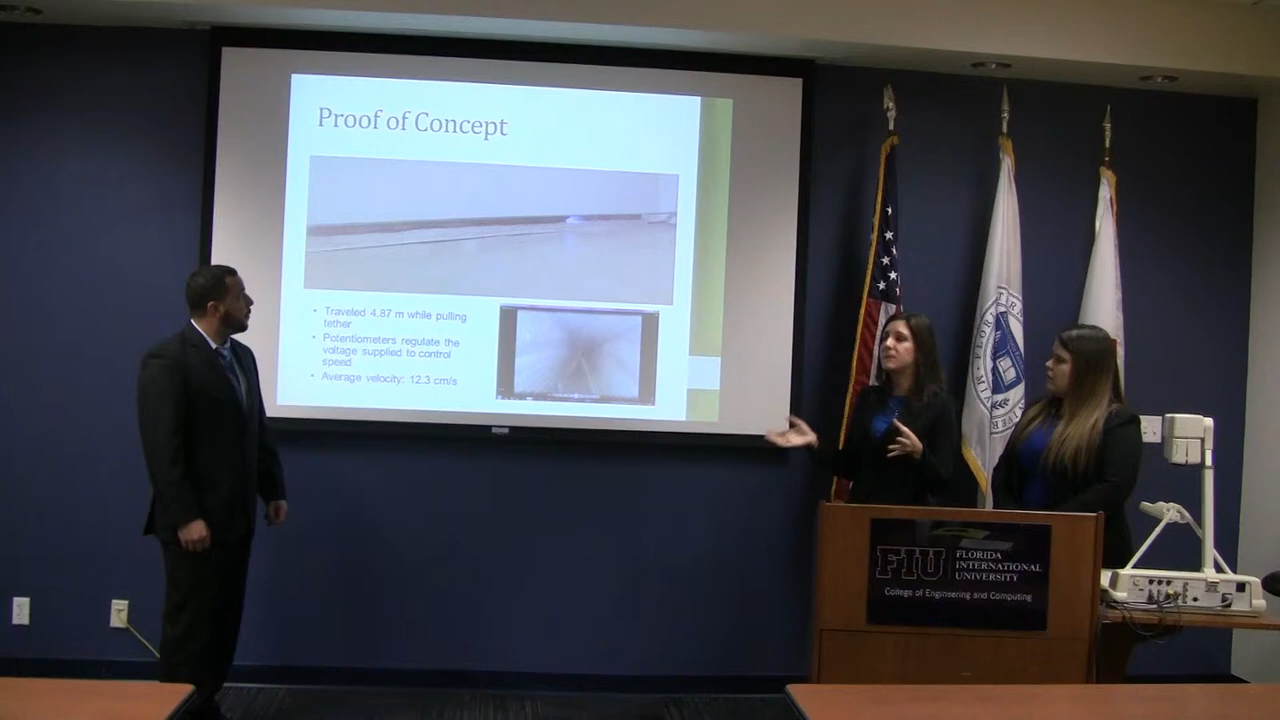 Proof of Concept
• Traveled 4.87 m while pulling
tether
• Potentiometers regulate the
voltage supplied to control
speed
• Average velocity: 12.3 cm/s
FIU
FLORIDA
INTERNATIONAL
UNIVERSITY
College of Engineering and Computing